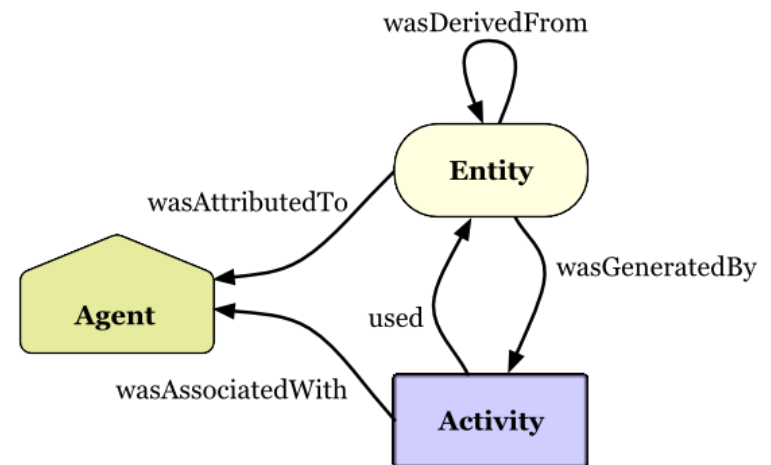 wasDerivedFrom
Entity
wasAttributedTo
wasGeneratedBy
Agent
used
wasAssociatedWith
Activity